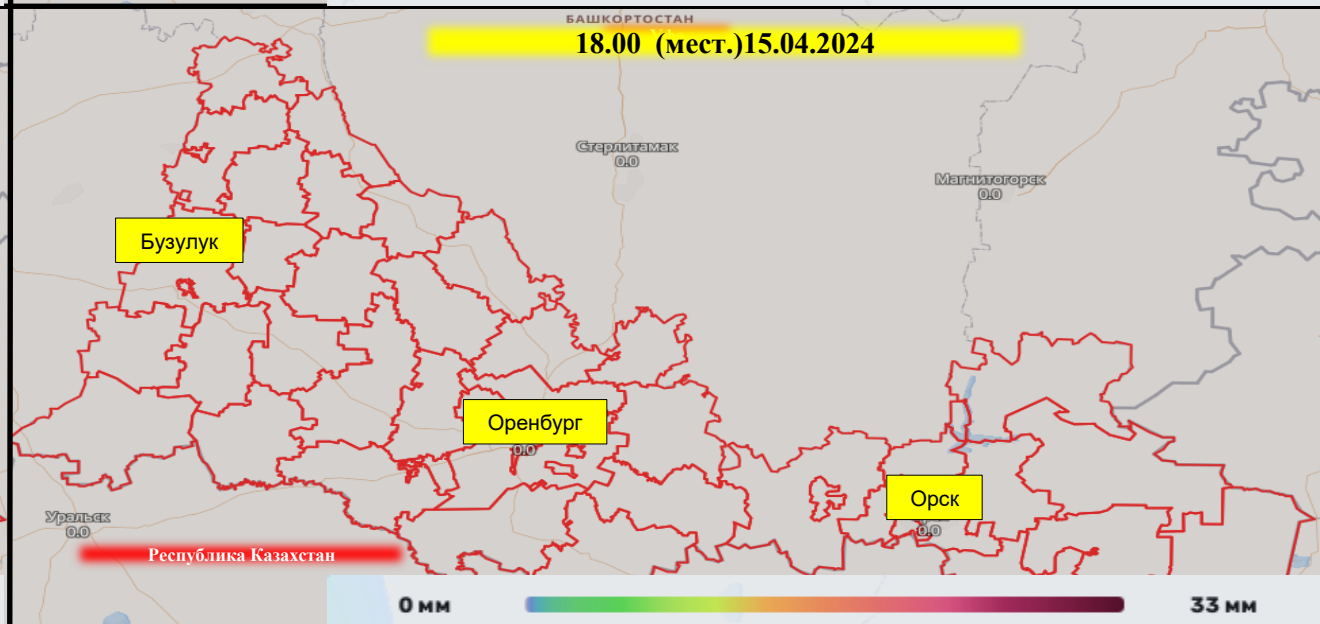 БАШКОРТОСТАН
18.00 (мест.)15.04.2024
Стерлитамак
0.0
Магнитогорск
0.0
Бузулук
Оренбург
0.0
Орск
0.0
Уральск
0.0
Республика Казахстан
0 мм
33 мм